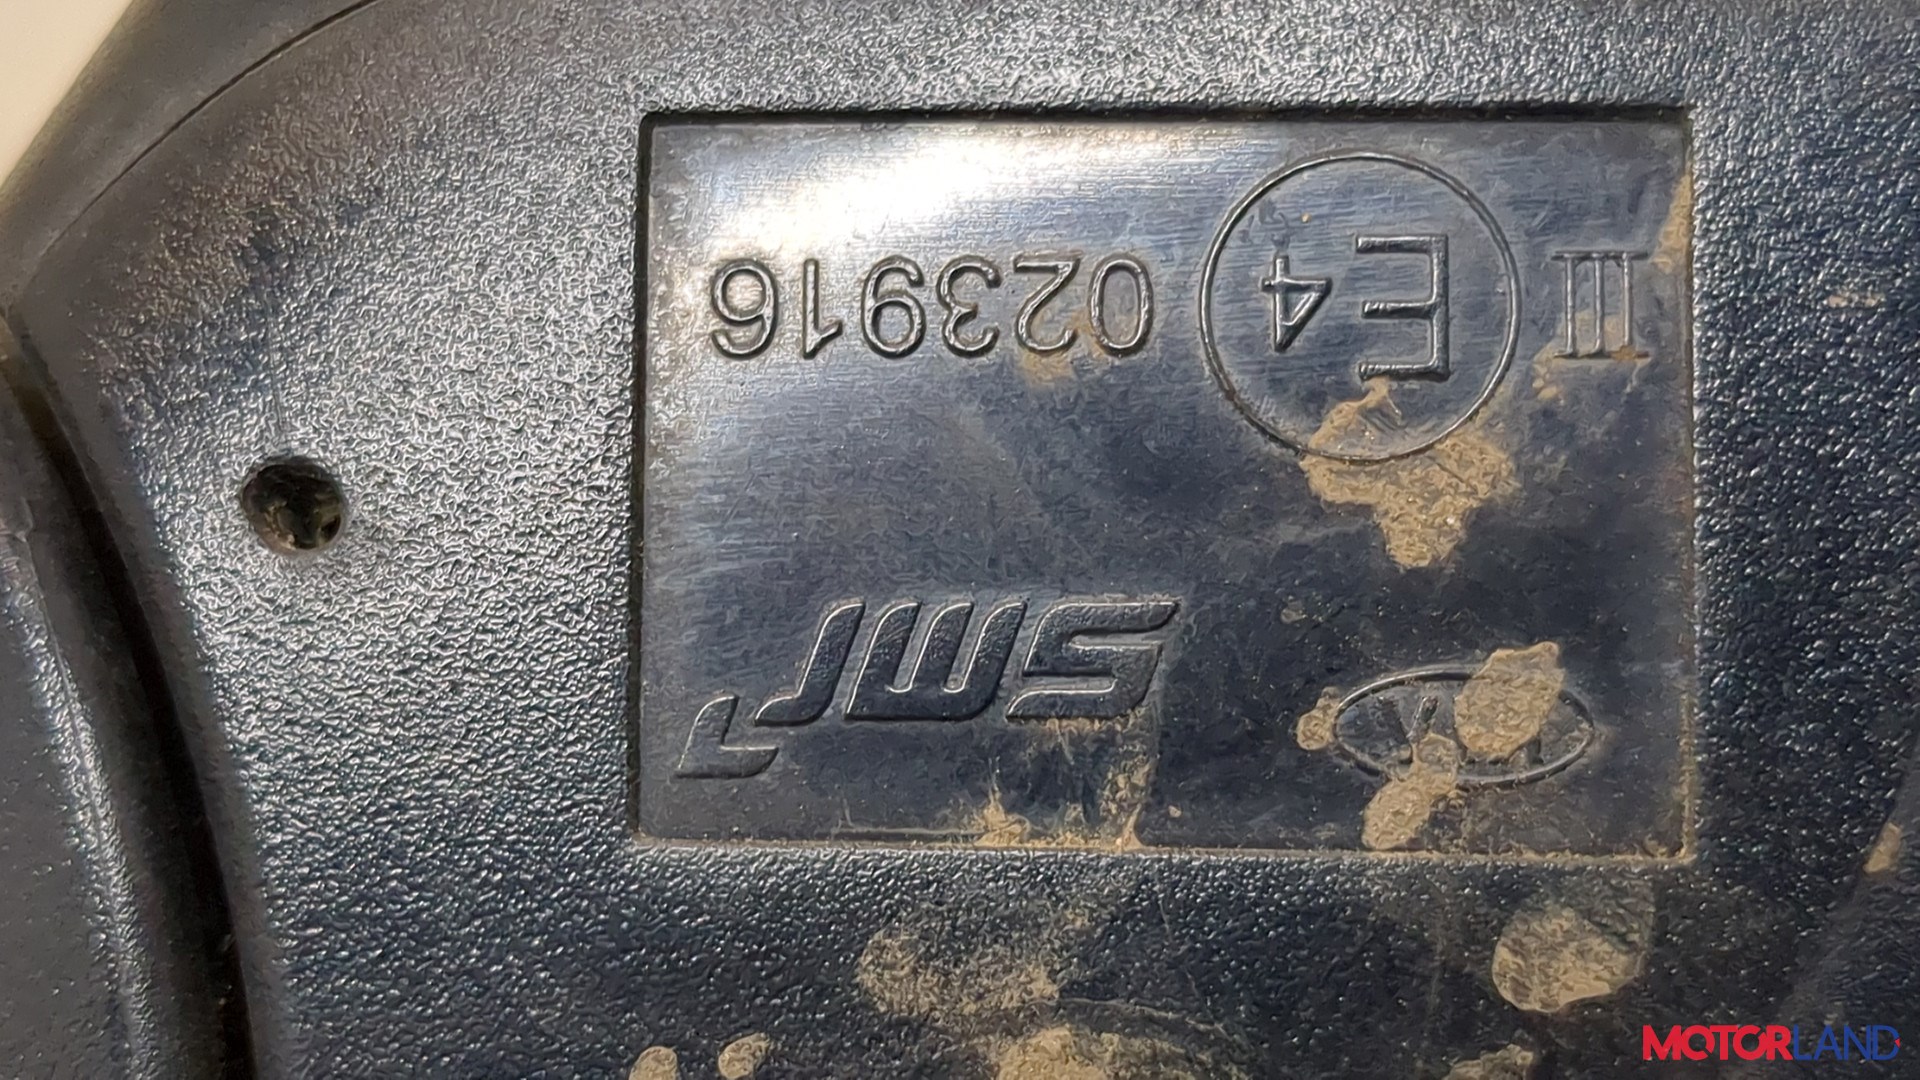 smr
III E4 023916
MOTORLAND